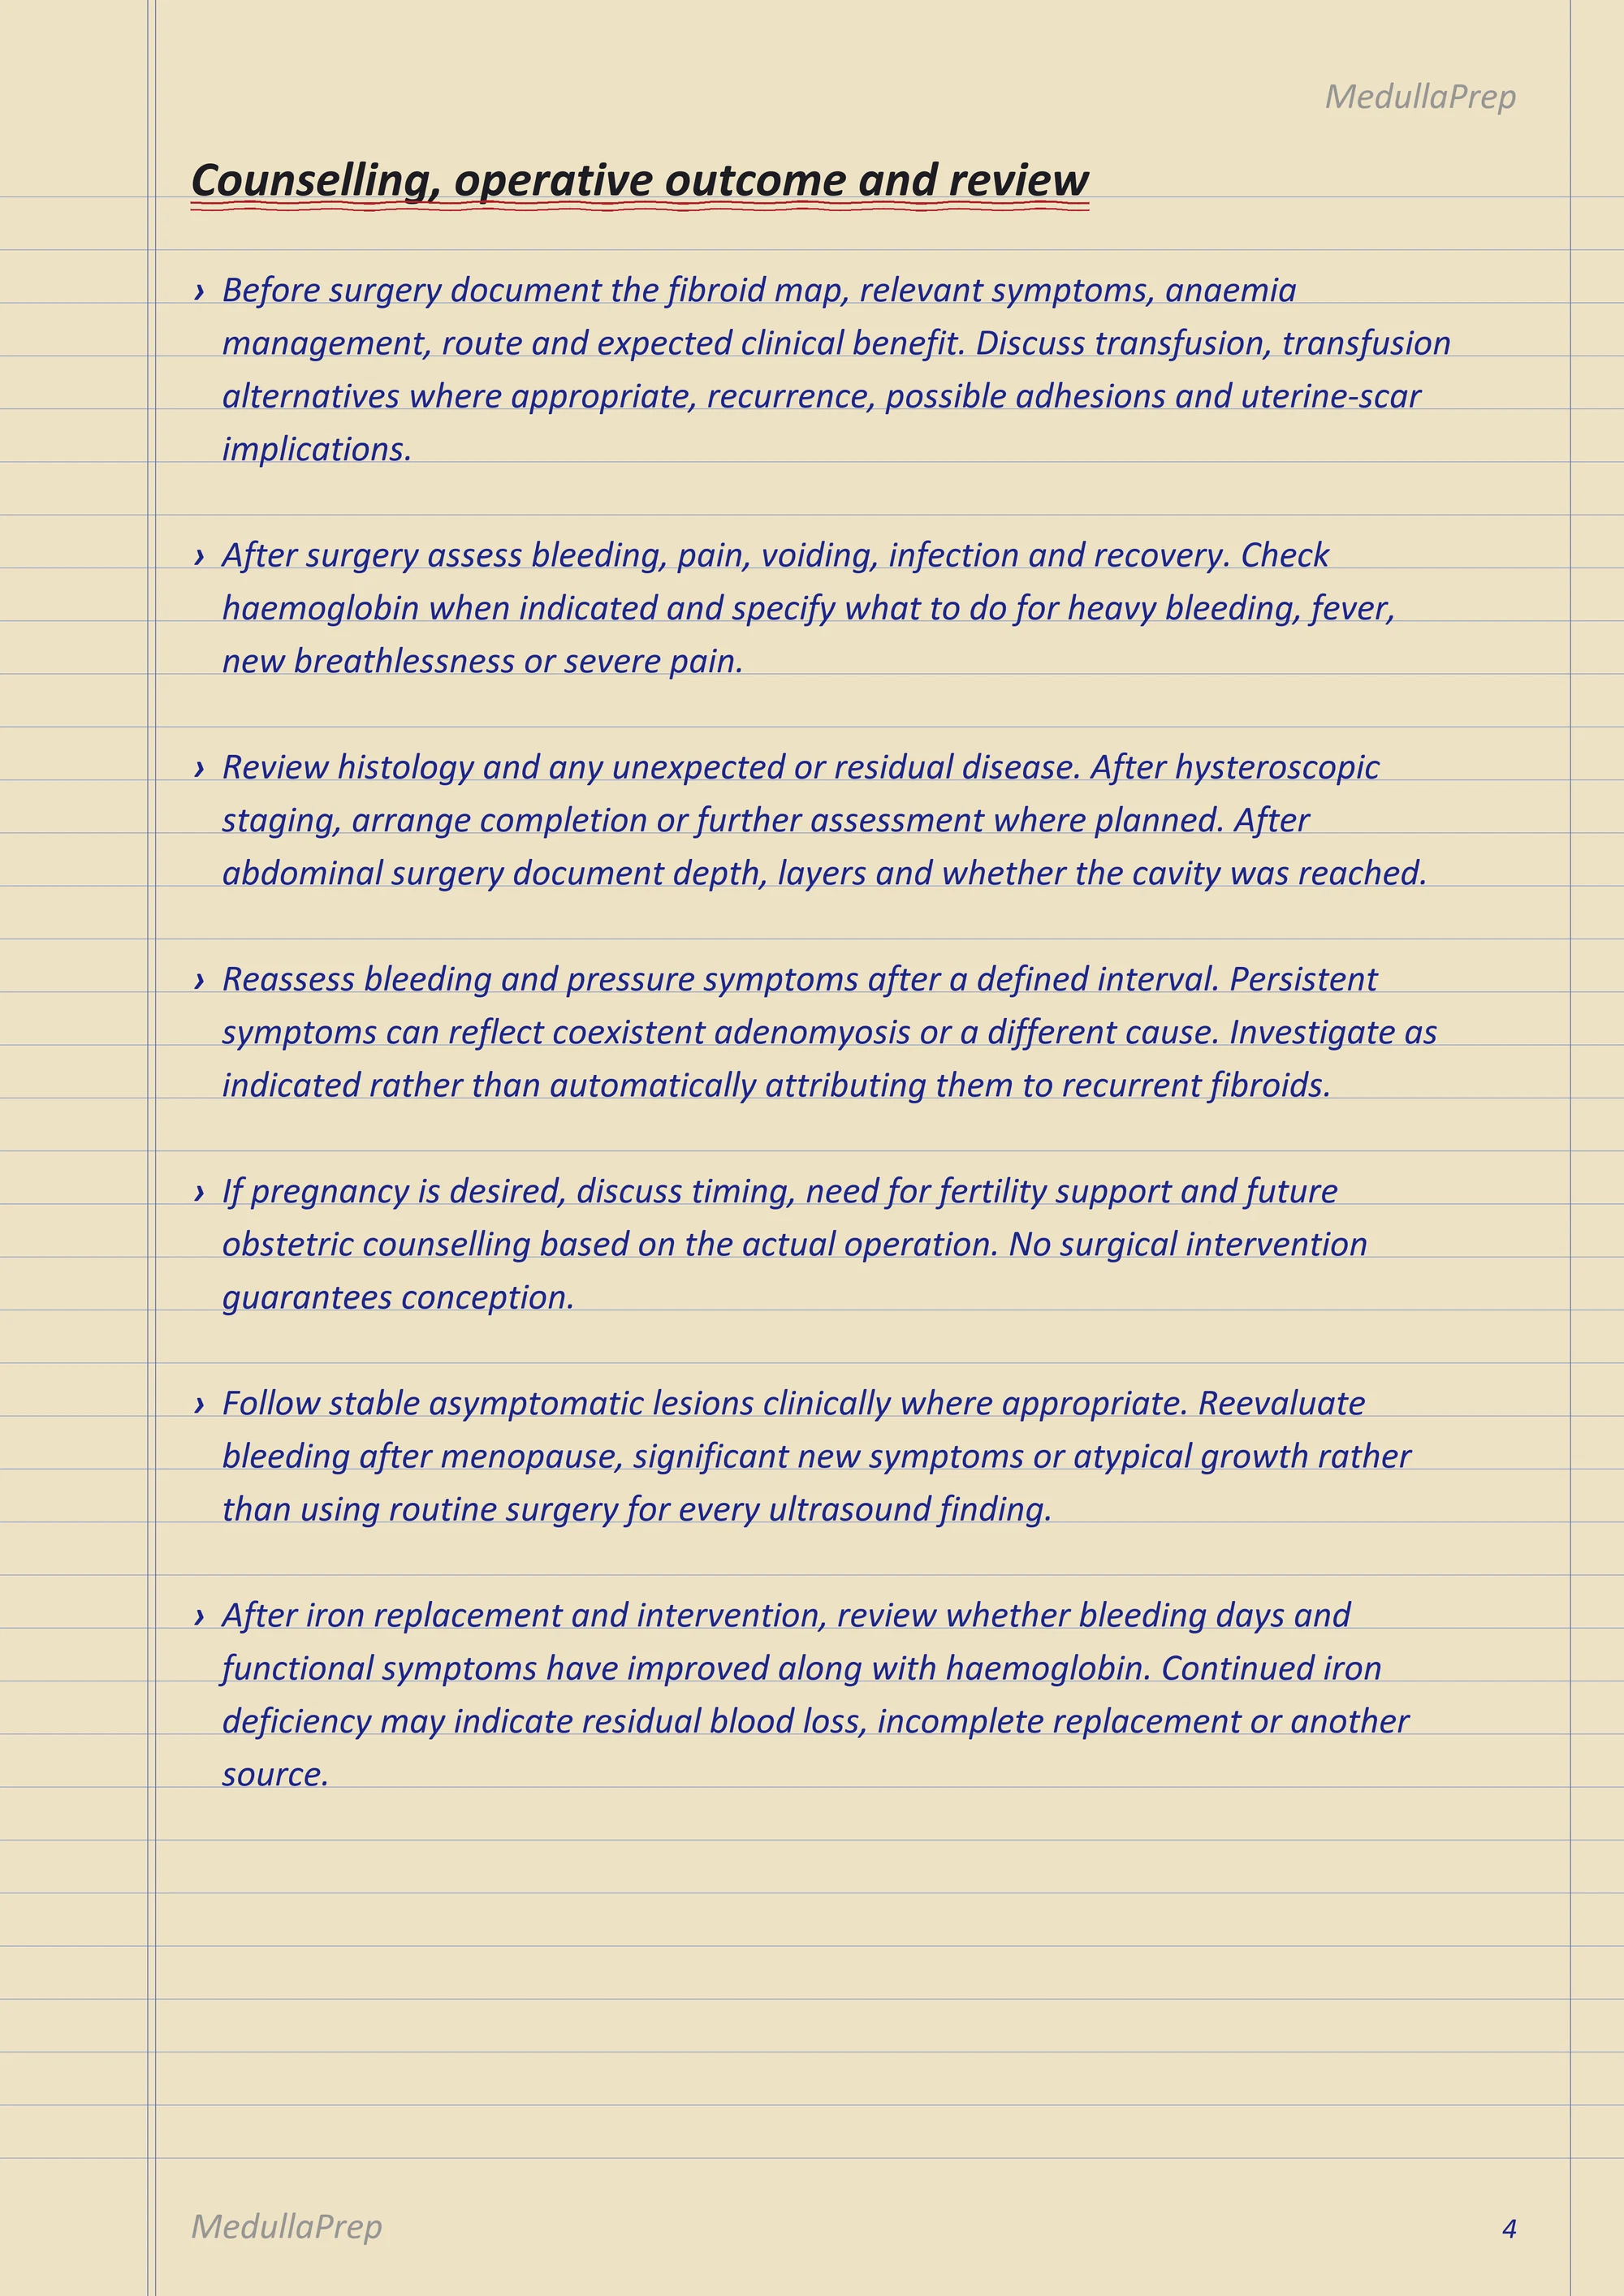 MedullaPrep
Counselling, operative outcome and review
› Before surgery document the fibroid map, relevant symptoms, anaemia
management, route and expected clinical benefit. Discuss transfusion, transfusion
alternatives where appropriate, recurrence, possible adhesions and uterine-scar
implications.
› After surgery assess bleeding, pain, voiding, infection and recovery. Check
haemoglobin when indicated and specify what to do for heavy bleeding, fever,
new breathlessness or severe pain.
› Review histology and any unexpected or residual disease. After hysteroscopic
staging, arrange completion or further assessment where planned. After
abdominal surgery document depth, layers and whether the cavity was reached.
› Reassess bleeding and pressure symptoms after a defined interval. Persistent
symptoms can reflect coexistent adenomyosis or a different cause. Investigate as
indicated rather than automatically attributing them to recurrent fibroids.
› If pregnancy is desired, discuss timing, need for fertility support and future
obstetric counselling based on the actual operation. No surgical intervention
guarantees conception.
› Follow stable asymptomatic lesions clinically where appropriate. Reevaluate
bleeding after menopause, significant new symptoms or atypical growth rather
than using routine surgery for every ultrasound finding.
› After iron replacement and intervention, review whether bleeding days and
functional symptoms have improved along with haemoglobin. Continued iron
deficiency may indicate residual blood loss, incomplete replacement or another
source.
MedullaPrep
4